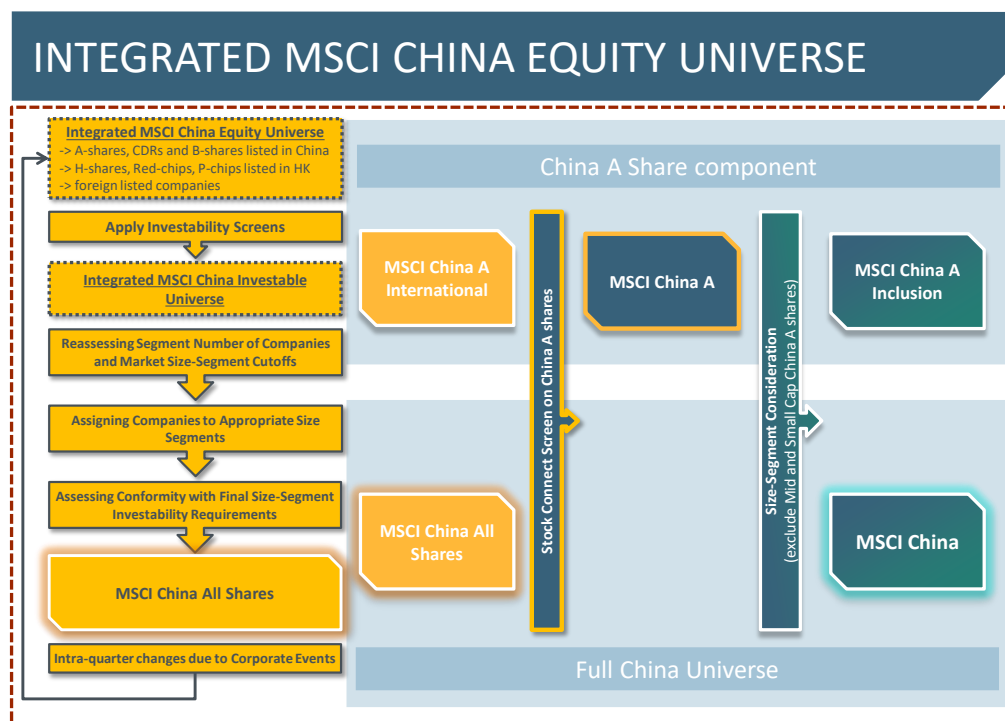 INTEGRATED MSCI CHINA EQUITY UNIVERSE
Integrated MSCI China Equity Universe
-> A-shares, CDRs and B-shares listed in China
-> H-shares, Red-chips, P-chips listed in HK
-> foreign listed companies
Apply Investability Screens
Integrated MSCI China Investable
Universe
Reassessing Segment Number of Companies
and Market Size-Segment Cutoffs
Assigning Companies to Appropriate Size
Segments
Assessing Conformity with Final Size-Segment
Investability Requirements
MSCI China All Shares
Intra-quarter changes due to Corporate Events
China A Share component
MSCI China A
International
Stock Connect Screen on China A shares
MSCI China A
Size-Segment Consideration
(exclude Mid and Small Cap China A shares)
MSCI China A
Inclusion
MSCI China All
Shares
MSCI China
Full China Universe